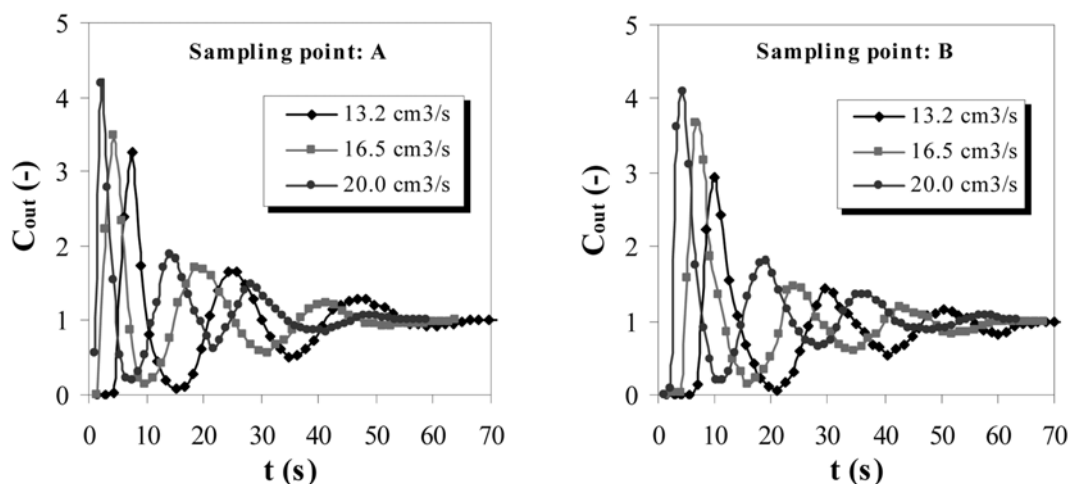 Sampling point: A
13.2 cm3/s
16.5 cm3/s
20.0 cm3/s
5
4
3
2
1
0
C_out (-)
0 10 20 30 40 50 60 70
t (s)
Sampling point: B
13.2 cm3/s
16.5 cm3/s
20.0 cm3/s
5
4
3
2
1
0
C_out (-)
0 10 20 30 40 50 60 70
t (s)